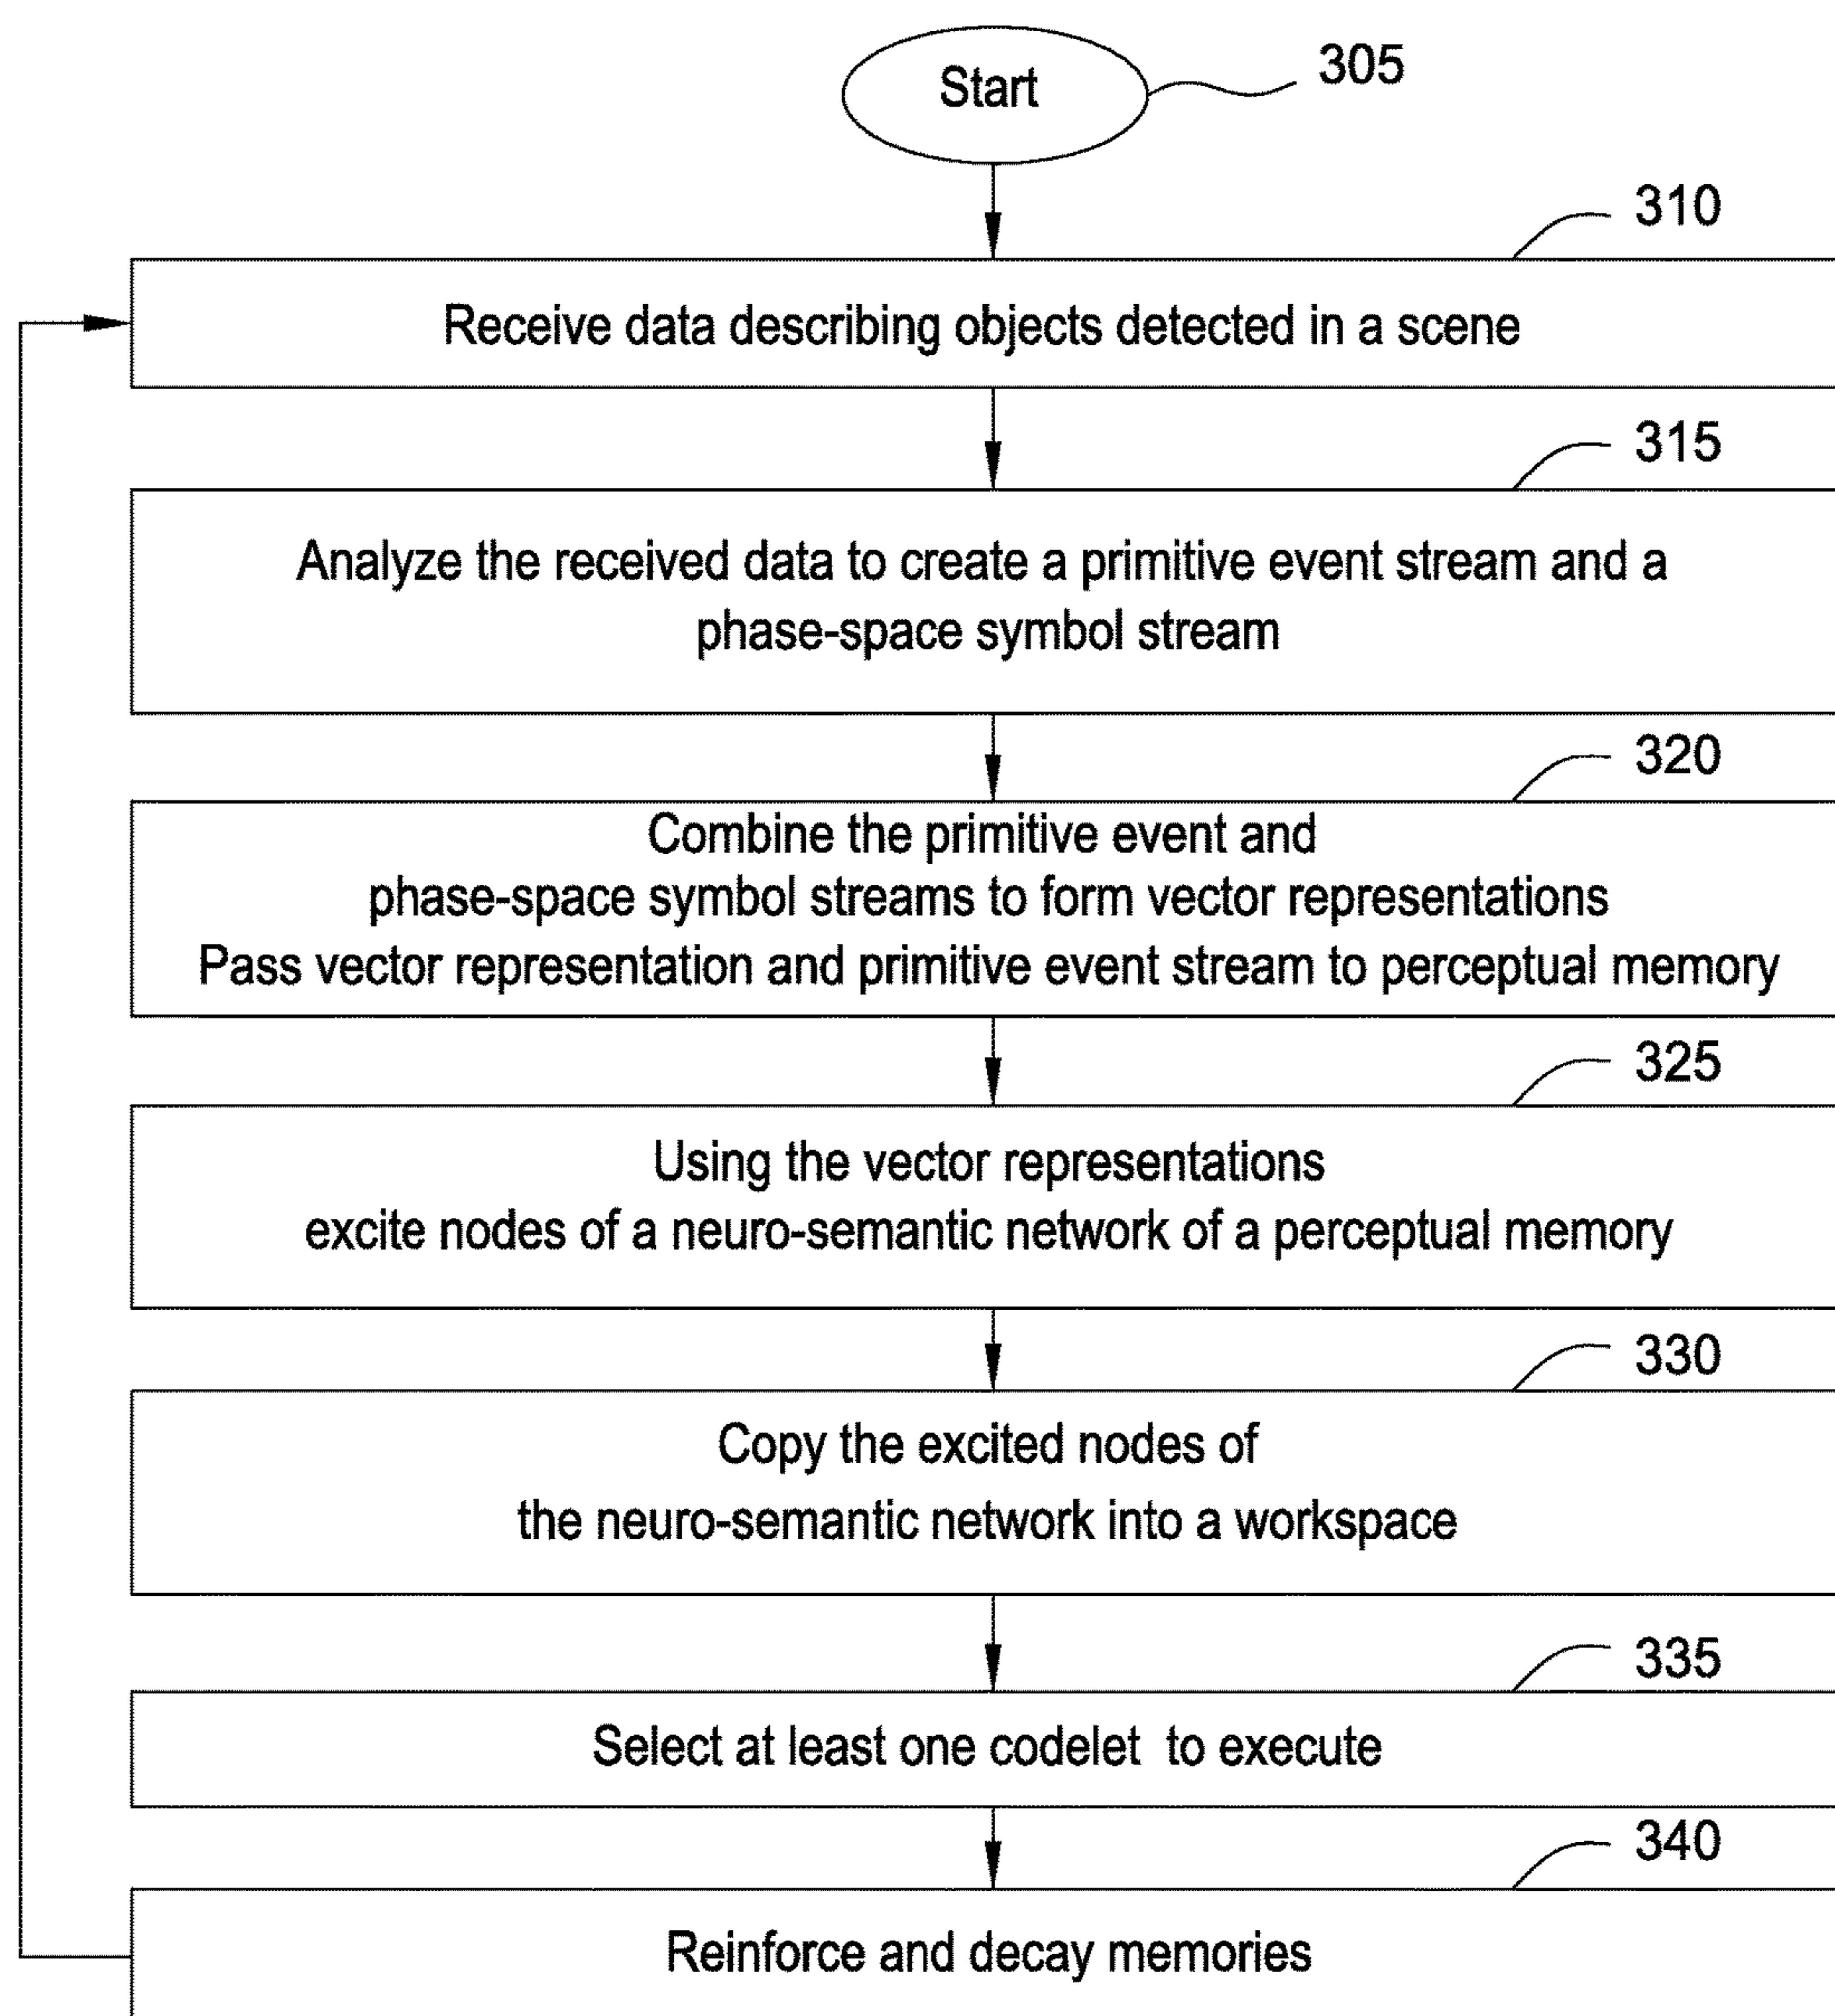 Start
305
310
Receive data describing objects detected in a scene
315
Analyze the received data to create a primitive event stream and a
phase-space symbol stream
320
Combine the primitive event and
phase-space symbol streams to form vector representations
Pass vector representation and primitive event stream to perceptual memory
325
Using the vector representations
excite nodes of a neuro-semantic network of a perceptual memory
330
Copy the excited nodes of
the neuro-semantic network into a workspace
335
Select at least one codelet to execute
340
Reinforce and decay memories